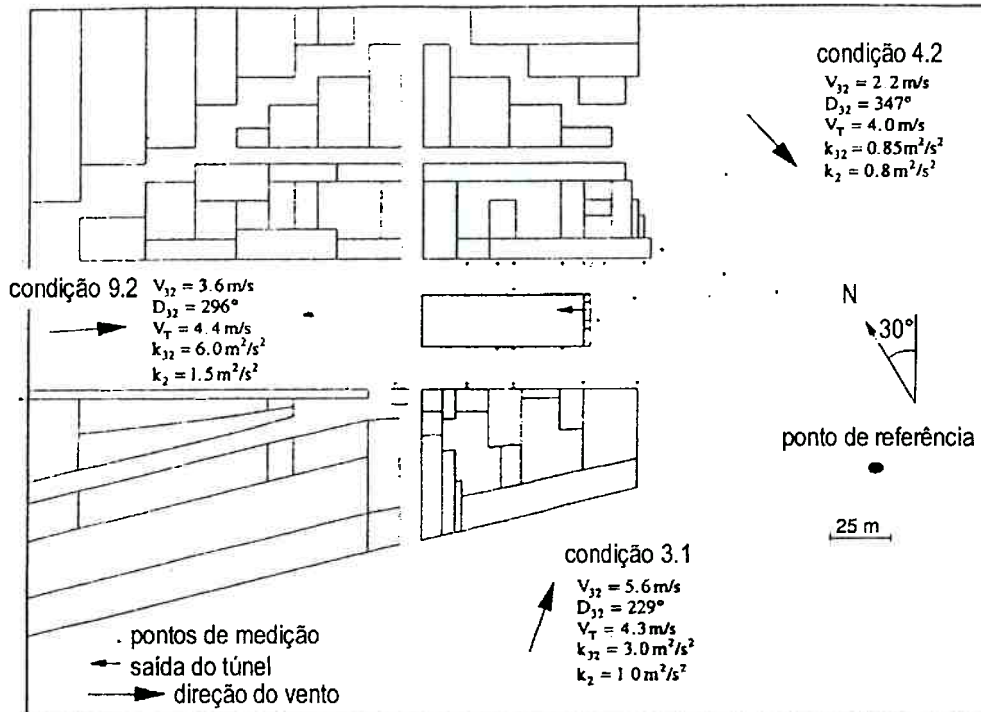 condição 4.2
V32 = 2.2 m/s
D32 = 347°
VT = 4.0 m/s
k32 = 0.85 m²/s²
k2 = 0.8 m²/s²
condição 9.2
V32 = 3.6 m/s
D32 = 296°
VT = 4.4 m/s
k32 = 6.0 m²/s²
k2 = 1.5 m²/s²
N
30°
ponto de referência
25 m
condição 3.1
V32 = 5.6 m/s
D32 = 229°
VT = 4.3 m/s
k32 = 3.0 m²/s²
k2 = 1 0 m²/s²
. pontos de medição
saída do túnel
direção do vento